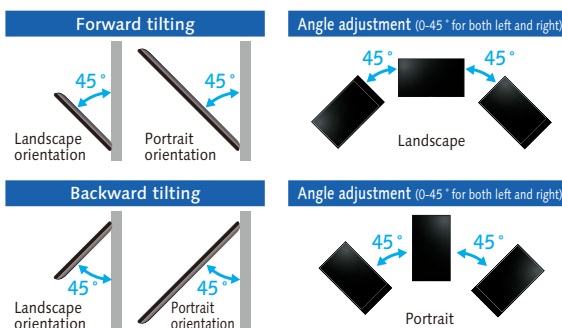 Forward tilting
45°
45°
Landscape
orientation
Portrait
orientation
Angle adjustment (0-45° for both left and right)
45°
45°
Landscape
Backward tilting
45°
45°
Landscape
orientation
Portrait
orientation
Angle adjustment (0-45° for both left and right)
45°
45°
Portrait